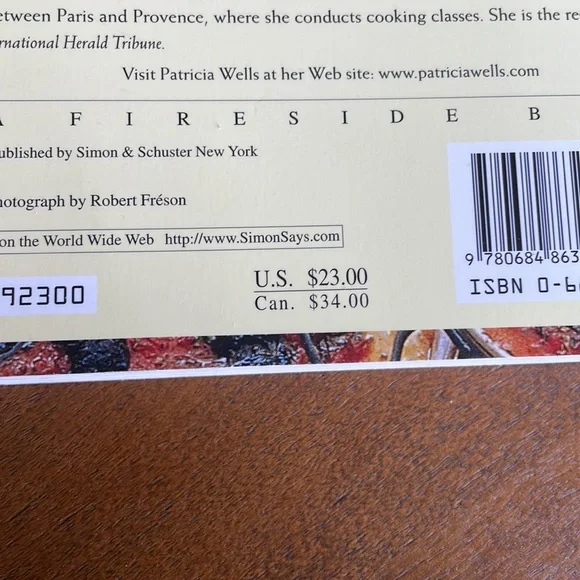 etween Paris and Provence, where she conducts cooking classes. She is the re
rnational Herald Tribune.
Visit Patricia Wells at her Web site: www.patriciawells.com
A FIRESIDE B
ublished by Simon & Schuster New York
hotograph by Robert Fréson
on the World Wide Web http://www.SimonSays.com
92300
U.S. $23.00
Can. $34.00
9 780684 863
ISBN 0-6